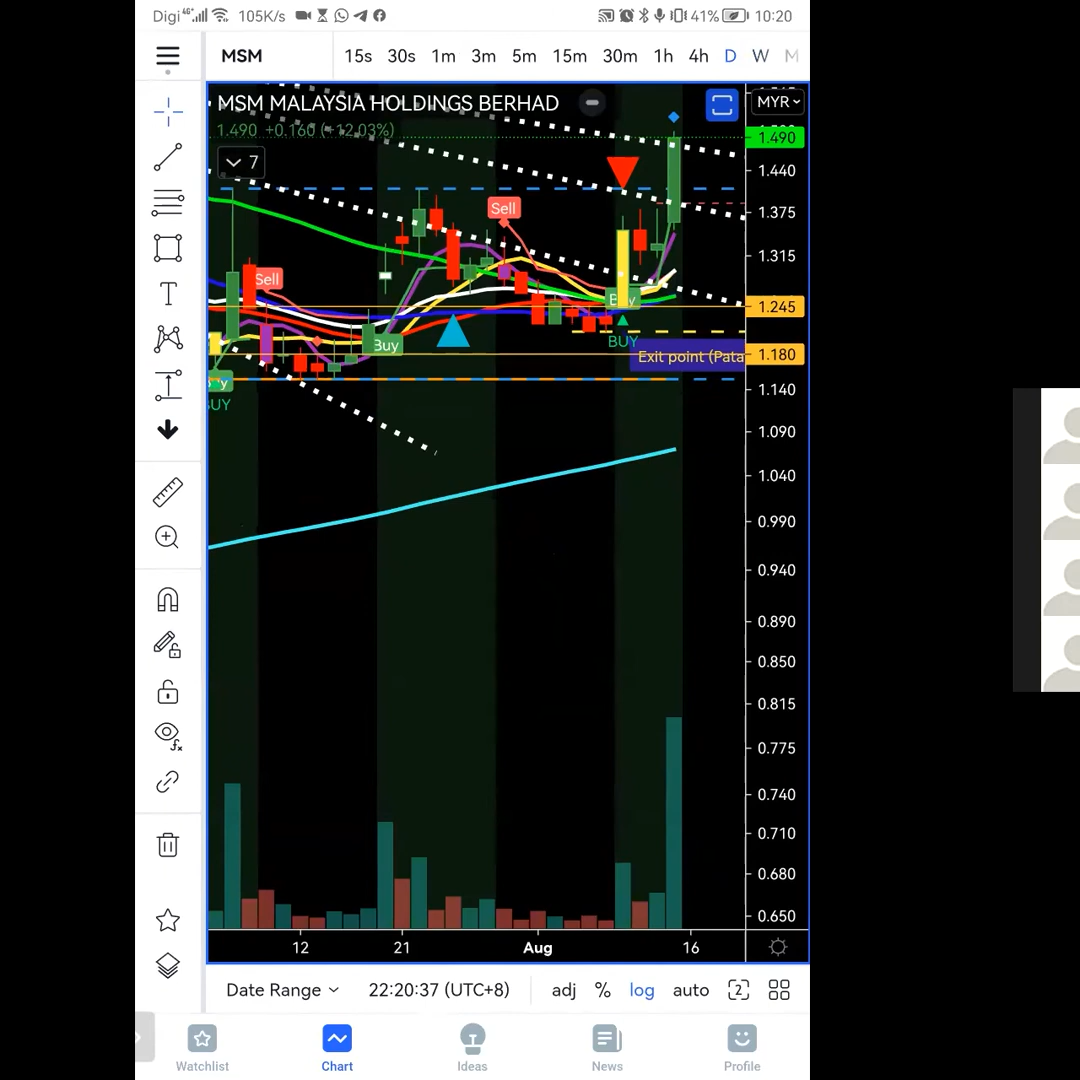 Digi 4G 105K/s 41% 10:20
MSM 15s 30s 1m 3m 5m 15m 30m 1h 4h D W M
MSM MALAYSIA HOLDINGS BERHAD
MYR
1.490 +0.160 (+12.03%)
7
1.490
1.440
1.375
1.315
1.245
1.180
1.140
1.090
1.040
0.990
0.940
0.890
0.850
0.815
0.775
0.740
0.710
0.680
0.650
Sell
Sell
Buy
BUY
Buy
Exit point (Pata
T
fx
12 21 Aug 16
Date Range 22:20:37 (UTC+8) adj % log auto 2
Watchlist Chart Ideas News Profile